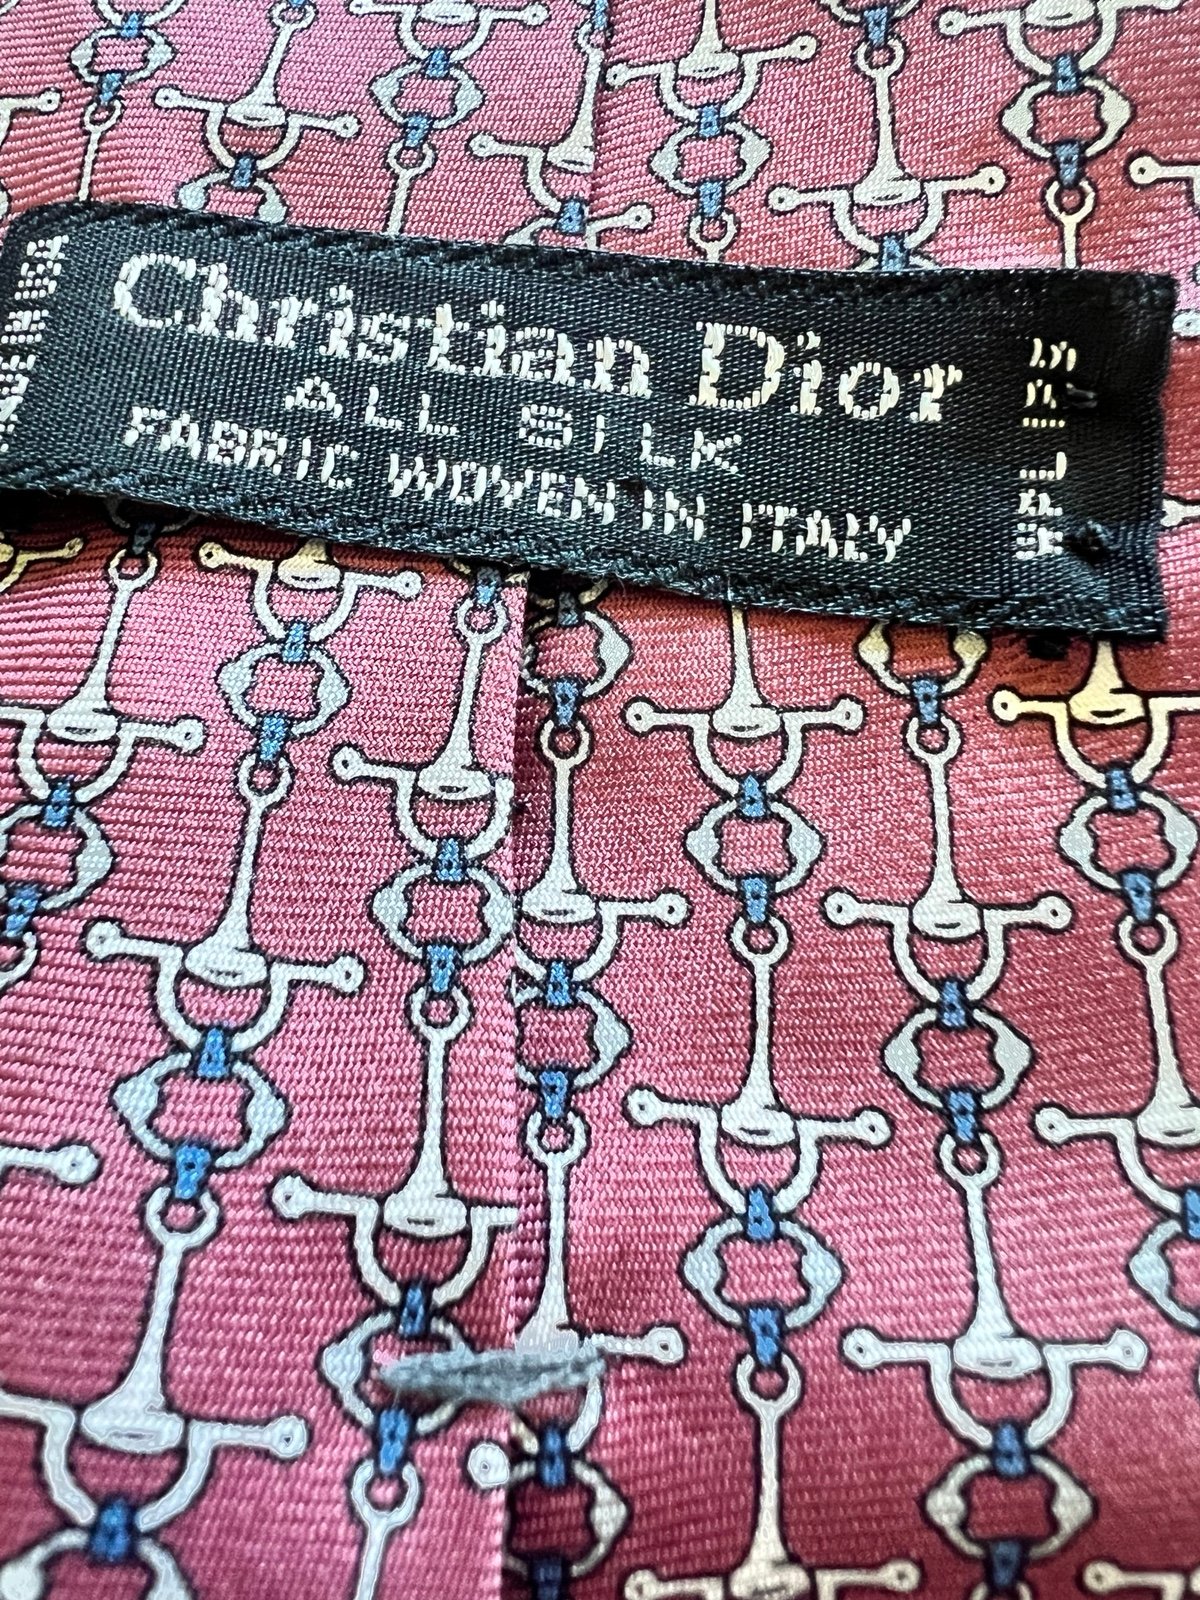 Christian Dior
ALL SILK
FABRIC WOVEN IN ITALY